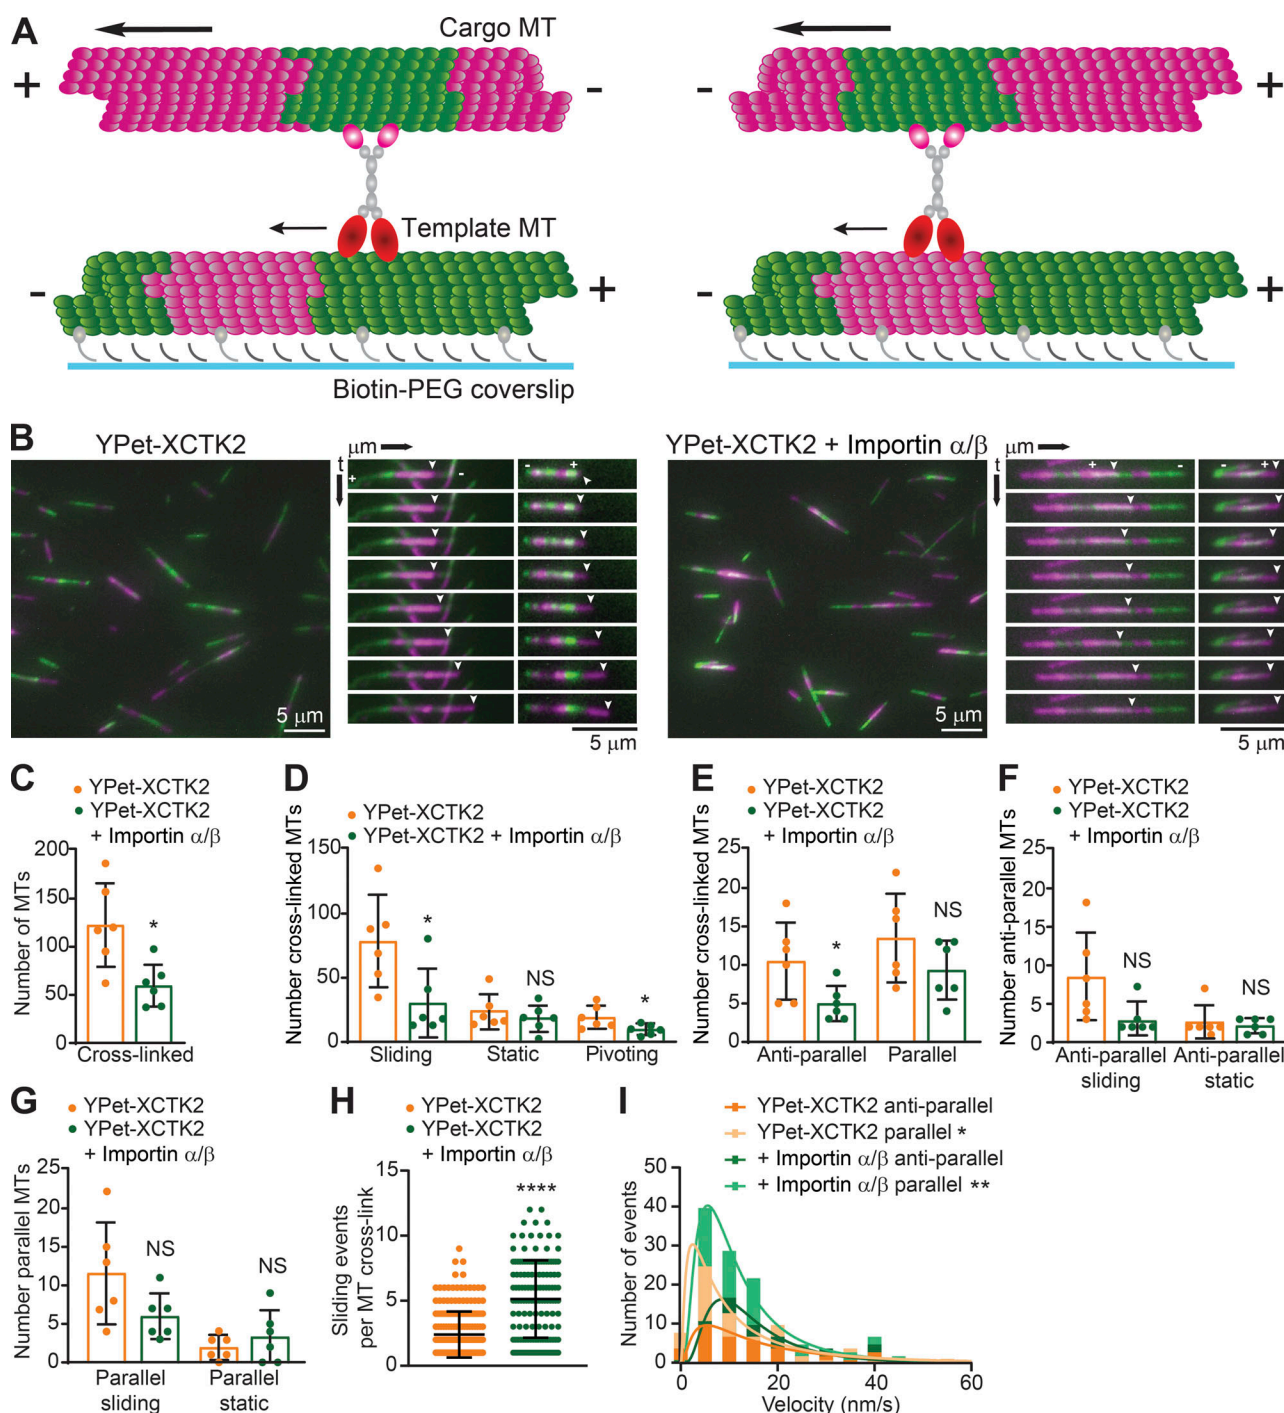 A
Cargo MT
+
-
-
+
Template MT
-
+
-
+
Biotin-PEG coverslip
B
YPet-XCTK2
μm
t
+
-
-
+
5 μm
5 μm
YPet-XCTK2 + Importin α/β
μm
t
+
-
-
+
5 μm
5 μm
C
YPet-XCTK2
YPet-XCTK2
+ Importin α/β
Number of MTs
200
150
100
50
0
*
Cross-linked
D
YPet-XCTK2
YPet-XCTK2 + Importin α/β
Number cross-linked MTs
150
100
50
0
*
NS
*
Sliding
Static
Pivoting
E
YPet-XCTK2
YPet-XCTK2
+ Importin α/β
Number cross-linked MTs
25
20
15
10
5
0
*
NS
Anti-parallel
Parallel
F
YPet-XCTK2
YPet-XCTK2
+ Importin α/β
Number anti-parallel MTs
25
20
15
10
5
0
NS
NS
Anti-parallel
sliding
Anti-parallel
static
G
YPet-XCTK2
YPet-XCTK2
+ Importin α/β
Number parallel MTs
25
20
15
10
5
0
NS
NS
Parallel
sliding
Parallel
static
H
YPet-XCTK2
YPet-XCTK2
+ Importin α/β
Sliding events
per MT cross-link
15
10
5
0
****
I
YPet-XCTK2 anti-parallel
YPet-XCTK2 parallel *
+ Importin α/β anti-parallel
+ Importin α/β parallel **
Number of events
50
40
30
20
10
0
0
20
40
60
Velocity (nm/s)